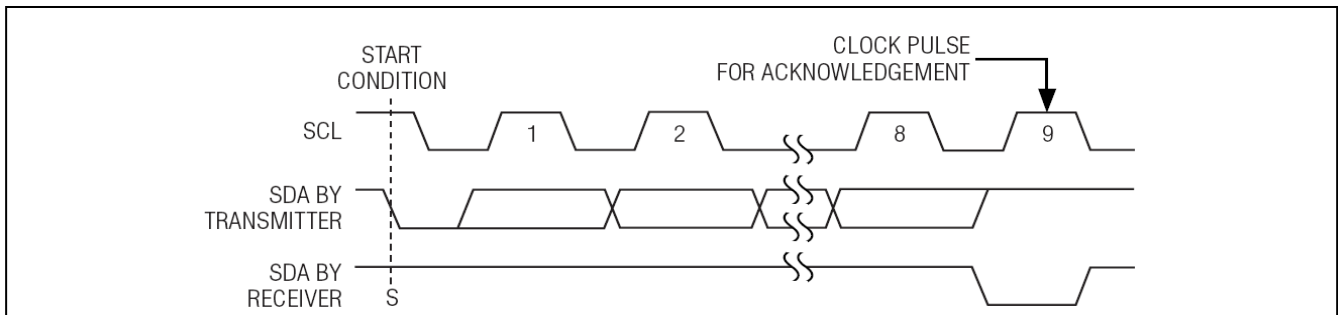 START
CONDITION
CLOCK PULSE
FOR ACKNOWLEDGEMENT
SCL
1
2
8
9
SDA BY
TRANSMITTER
SDA BY
RECEIVER
S